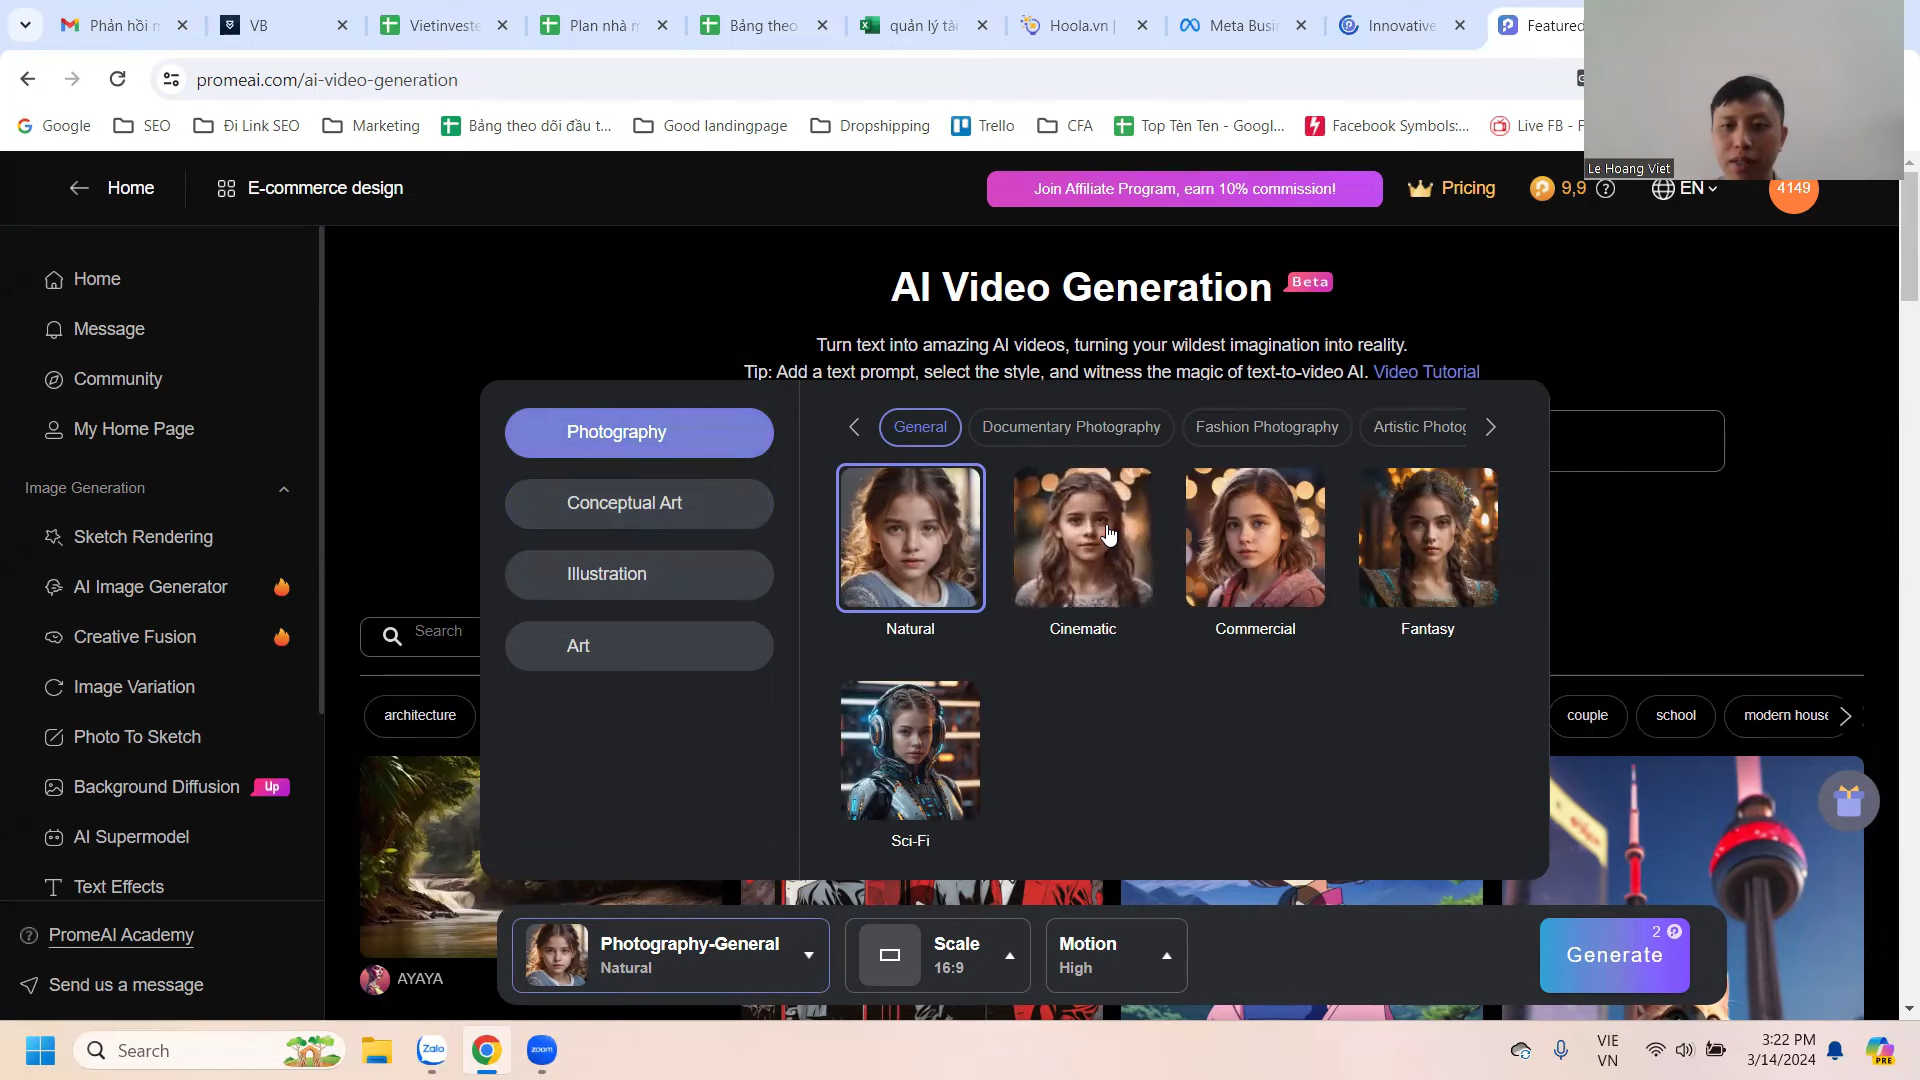 Phản hồi
VB
Vietinveste
Plan nhà
Bảng theo
quản lý tài
Hoola.vn |
Meta Busi
Innovative
Featured
promeai.com/ai-video-generation
Google
SEO
Đi Link SEO
Marketing
Bảng theo dõi đầu t...
Good landingpage
Dropshipping
Trello
CFA
Top Tèn Ten - Googl...
Facebook Symbols:...
Live FB - F
Le Hoang Viet
Home
E-commerce design
Join Affiliate Program, earn 10% commission!
Pricing
9,9
EN
4149
Home
Message
Community
My Home Page
Image Generation
Sketch Rendering
AI Image Generator
Creative Fusion
Image Variation
Photo To Sketch
Background Diffusion
Up
AI Supermodel
Text Effects
PromeAI Academy
Send us a message
AI Video Generation
Beta
Turn text into amazing AI videos, turning your wildest imagination into reality.
Tip: Add a text prompt, select the style, and witness the magic of text-to-video AI. Video Tutorial
Photography
Conceptual Art
Illustration
Art
General
Documentary Photography
Fashion Photography
Artistic Photog
Natural
Cinematic
Commercial
Fantasy
Sci-Fi
Search
architecture
couple
school
modern house
AYAYA
Photography-General
Natural
Scale
16:9
Motion
High
2
Generate
Search
Zalo
zoom
VIE
VN
3:22 PM
3/14/2024
PRE